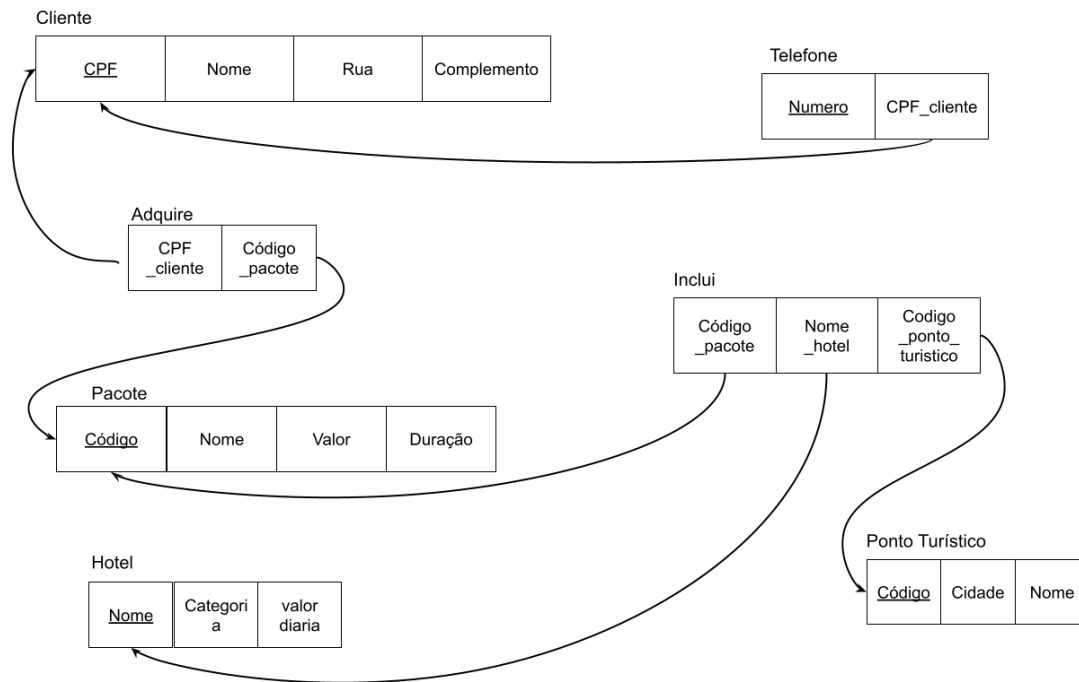 Cliente
CPF
Nome
Rua
Complemento
Telefone
Numero
CPF_cliente
Adquire
CPF
_cliente
Código
_pacote
Inclui
Código
_pacote
Nome
_hotel
Codigo
_ponto_
turistico
Pacote
Código
Nome
Valor
Duração
Hotel
Nome
Categori
a
valor
diaria
Ponto Turístico
Código
Cidade
Nome